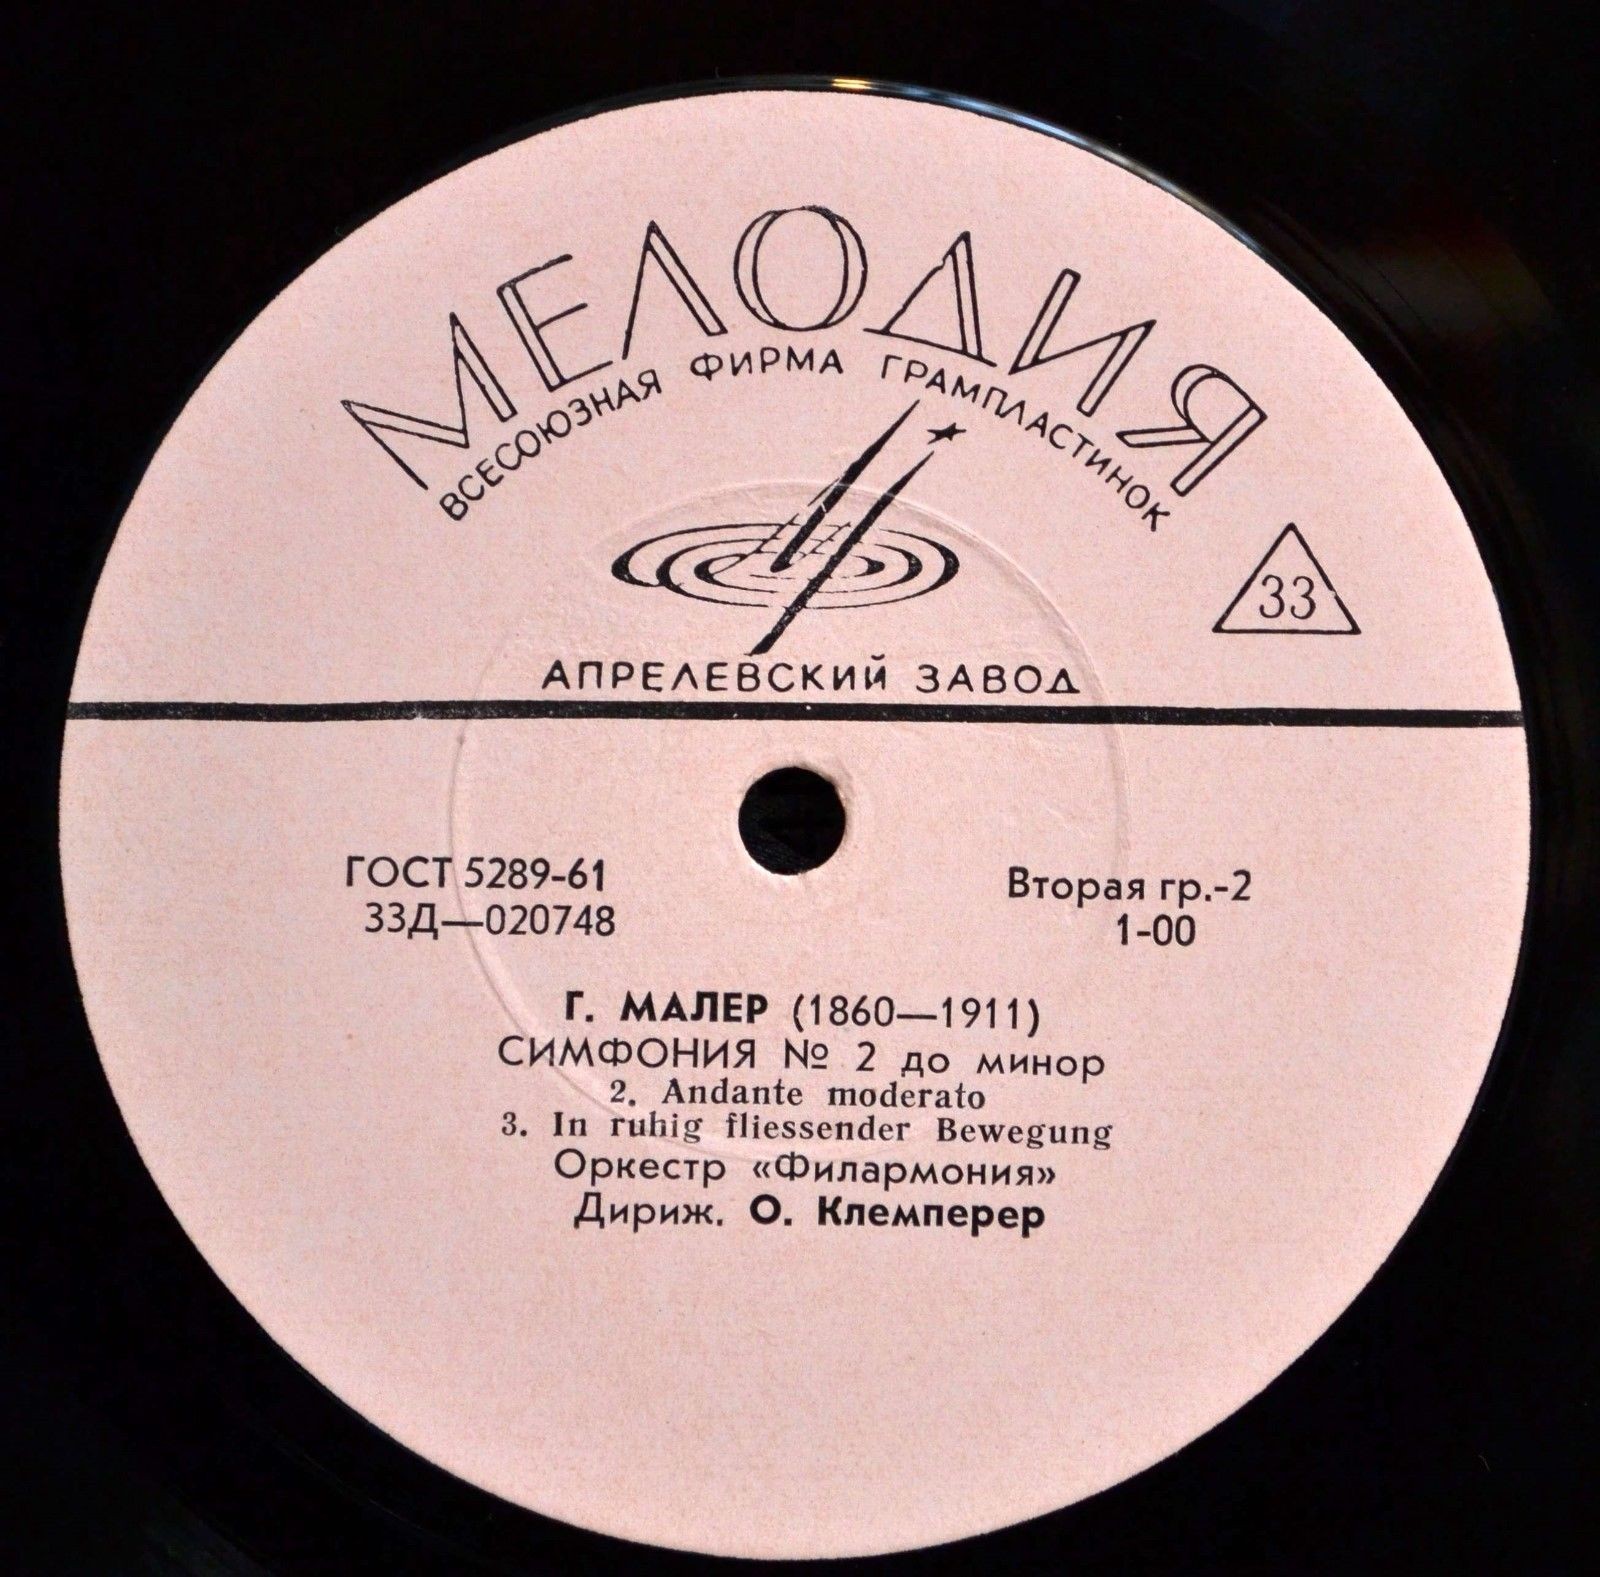 МЕЛОДИЯ
ВСЕСОЮЗНАЯ ФИРМА ГРАМПЛАСТИНОК
33
АПРЕЛЕВСКИЙ ЗАВОД
ГОСТ 5289-61
33Д—020748
Вторая гр.-2
1-00
Г. МАЛЕР (1860—1911)
СИМФОНИЯ № 2 до минор
2. Andante moderato
3. In ruhig fliessender Bewegung
Оркестр «Филармония»
Дириж. О. Клемперер